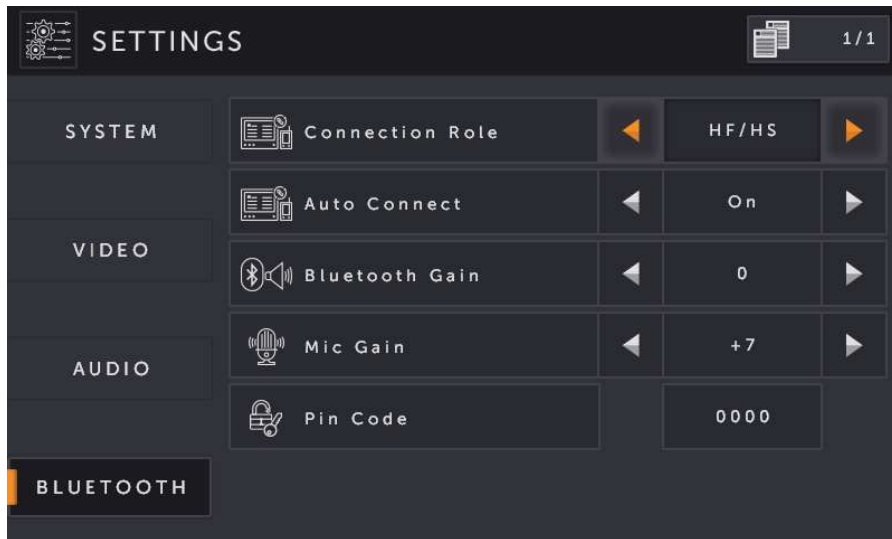 SETTINGS
1/1
SYSTEM
VIDEO
AUDIO
BLUETOOTH
Connection Role
HF/HS
Auto Connect
On
Bluetooth Gain
0
Mic Gain
+7
Pin Code
0000